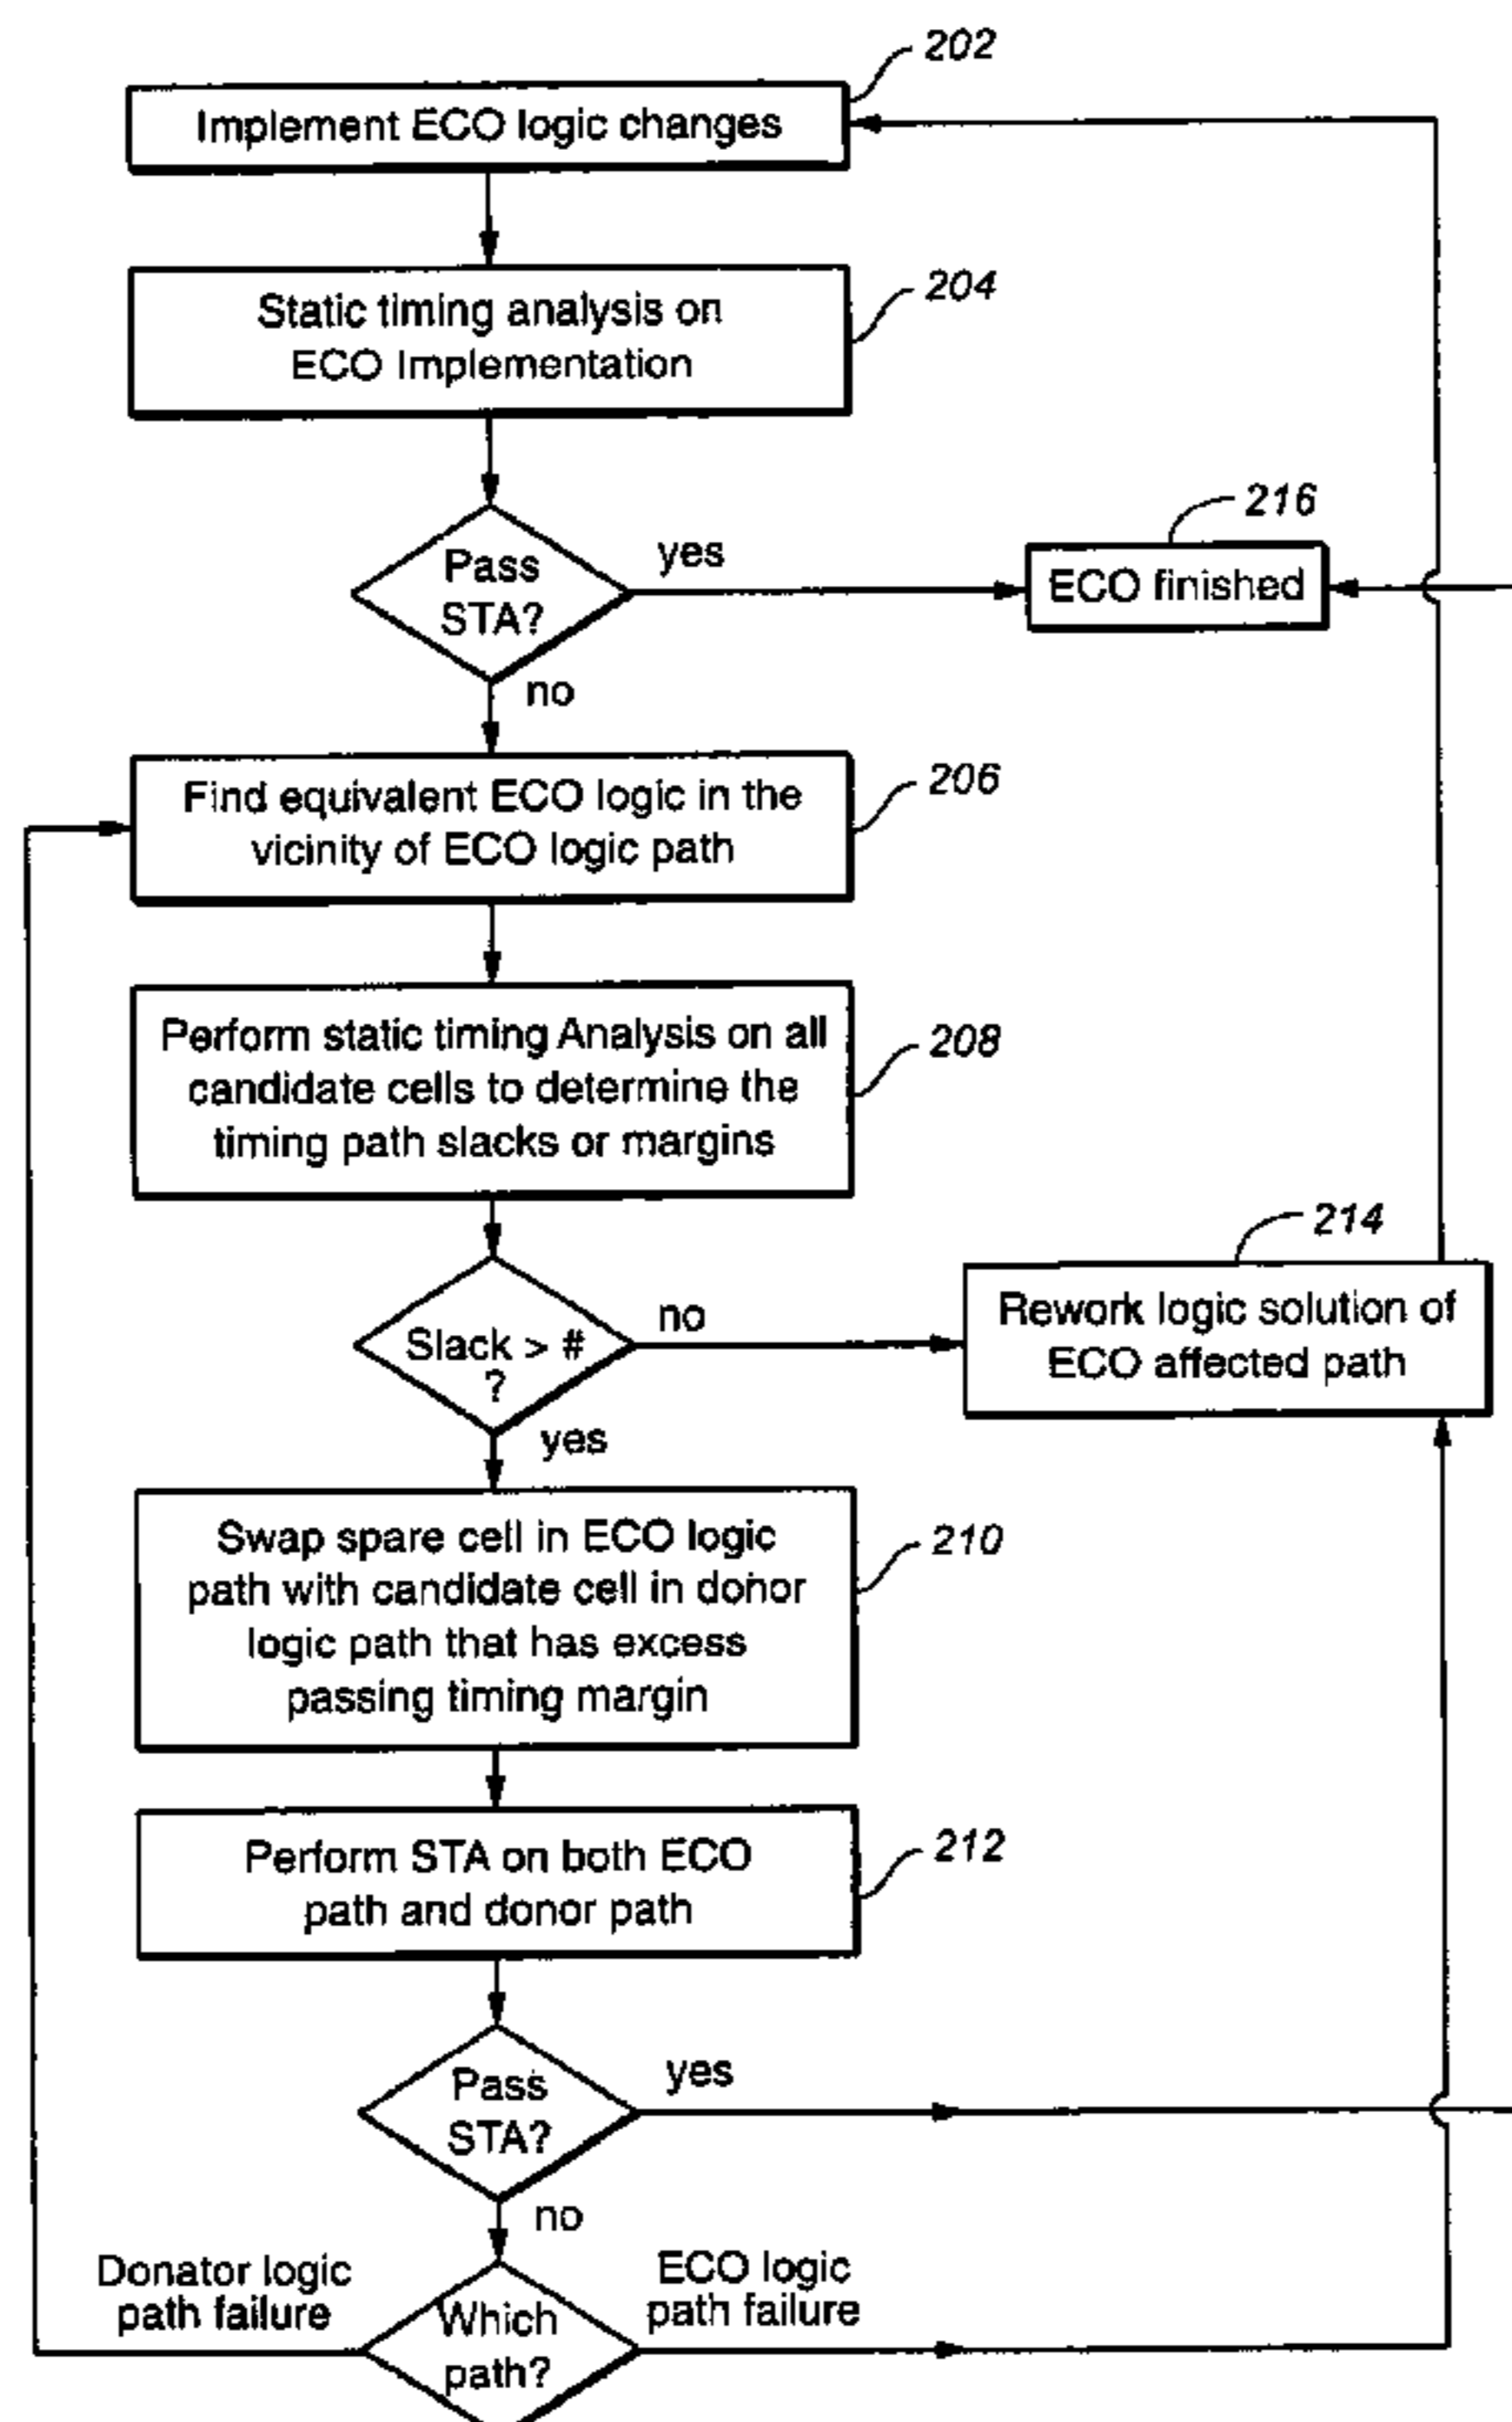 202
Implement ECO logic changes
204
Static timing analysis on
ECO Implementation
216
Pass
STA?
yes
ECO finished
no
206
Find equivalent ECO logic in the
vicinity of ECO logic path
208
Perform static timing Analysis on all
candidate cells to determine the
timing path slacks or margins
214
Slack > #
?
no
Rework logic solution of
ECO affected path
yes
210
Swap spare cell in ECO logic
path with candidate cell in donor
logic path that has excess
passing timing margin
212
Perform STA on both ECO
path and donor path
Pass
STA?
yes
no
Donator logic
path failure
ECO logic
path failure
Which
path?